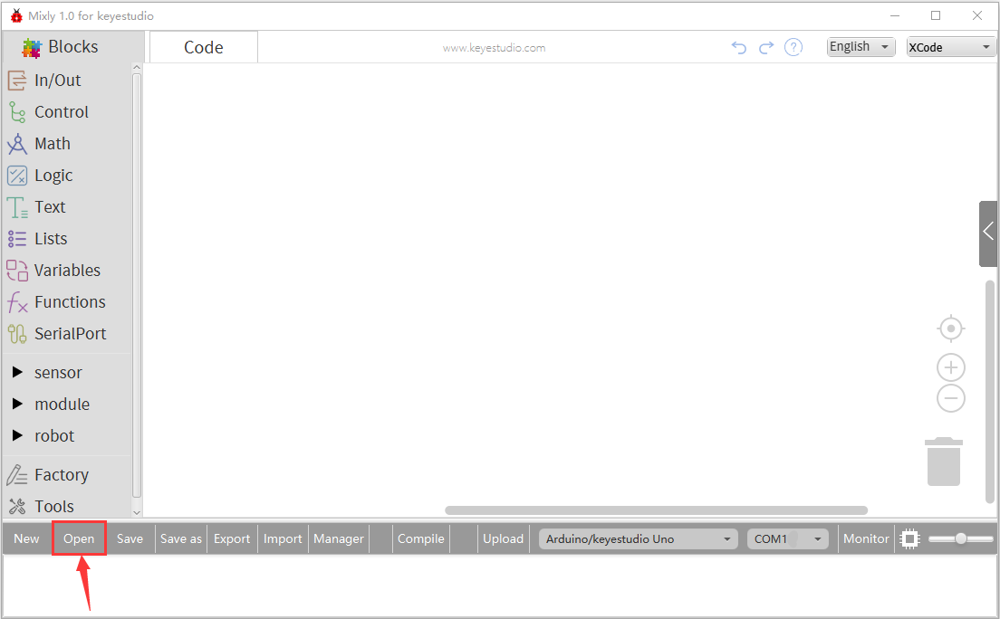 Mixly 1.0 for keyestudio
Blocks
Code
www.keyestudio.com
?
English
XCode
In/Out
Control
Math
Logic
Text
Lists
Variables
Functions
SerialPort
sensor
module
robot
Factory
Tools
New Open Save Save as Export Import Manager Compile Upload Arduino/keyestudio Uno COM1 Monitor